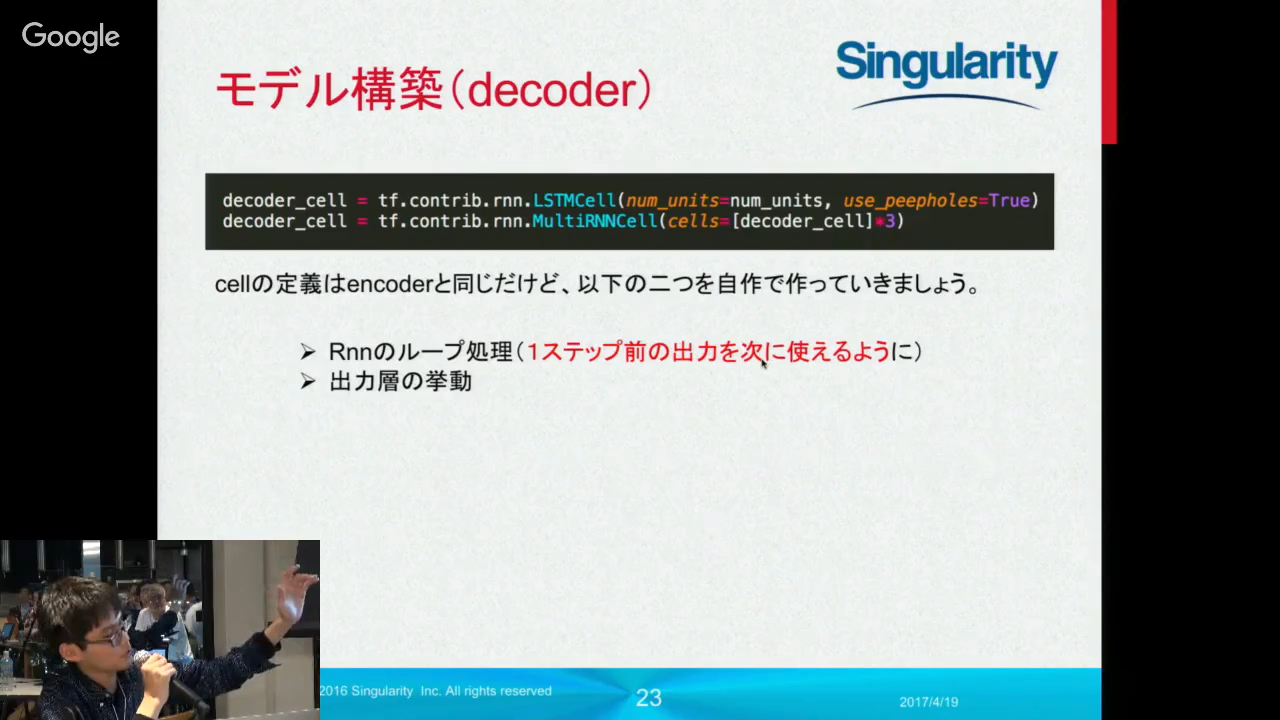 Google
Singularity
モデル構築（decoder）
decoder_cell = tf.contrib.rnn.LSTMCell(num_units=num_units, use_peepholes=True)
decoder_cell = tf.contrib.rnn.MultiRNNCell(cells=[decoder_cell]*3)
cellの定義はencoderと同じだけど、以下の二つを自作で作っていきましょう。
➢ Rnnのループ処理（１ステップ前の出力を次に使えるように）
➢ 出力層の挙動
2016 Singularity Inc. All rights reserved
23
2017/4/19